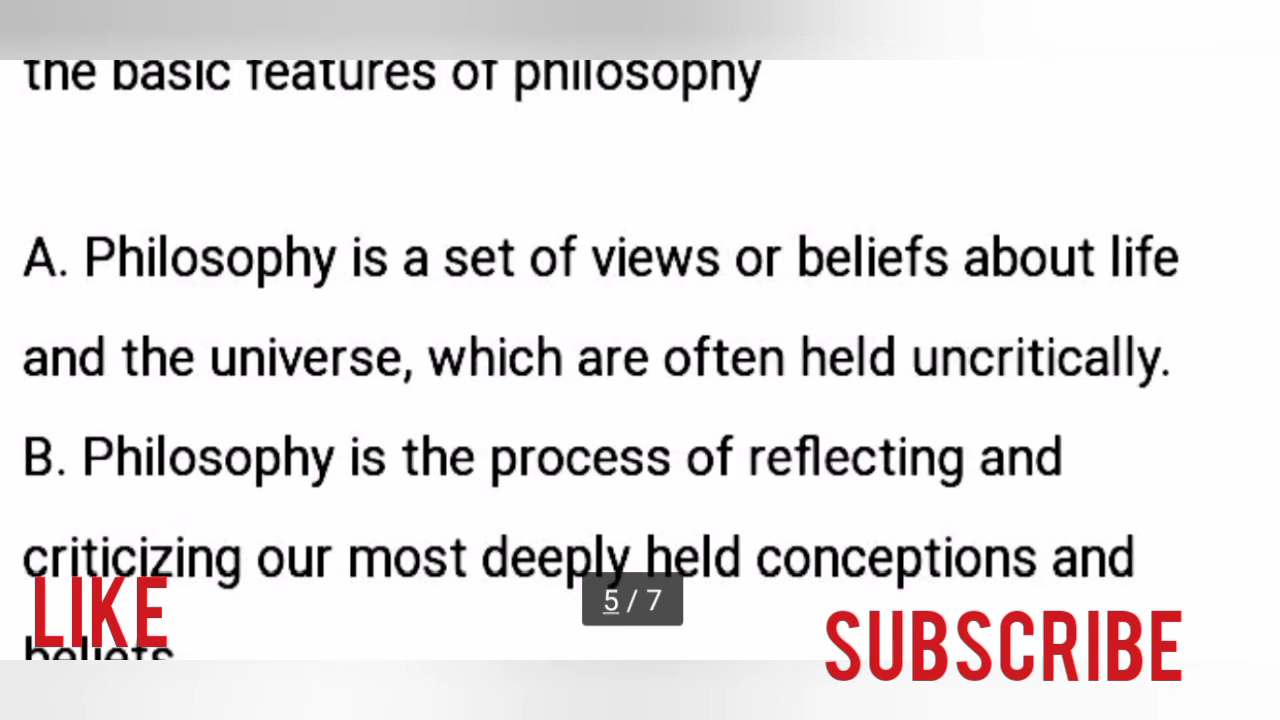 the basic features of philosophy
A. Philosophy is a set of views or beliefs about life
and the universe, which are often held uncritically.
B. Philosophy is the process of reflecting and
criticizing our most deeply held conceptions and
beliefs
LIKE
5 / 7
SUBSCRIBE